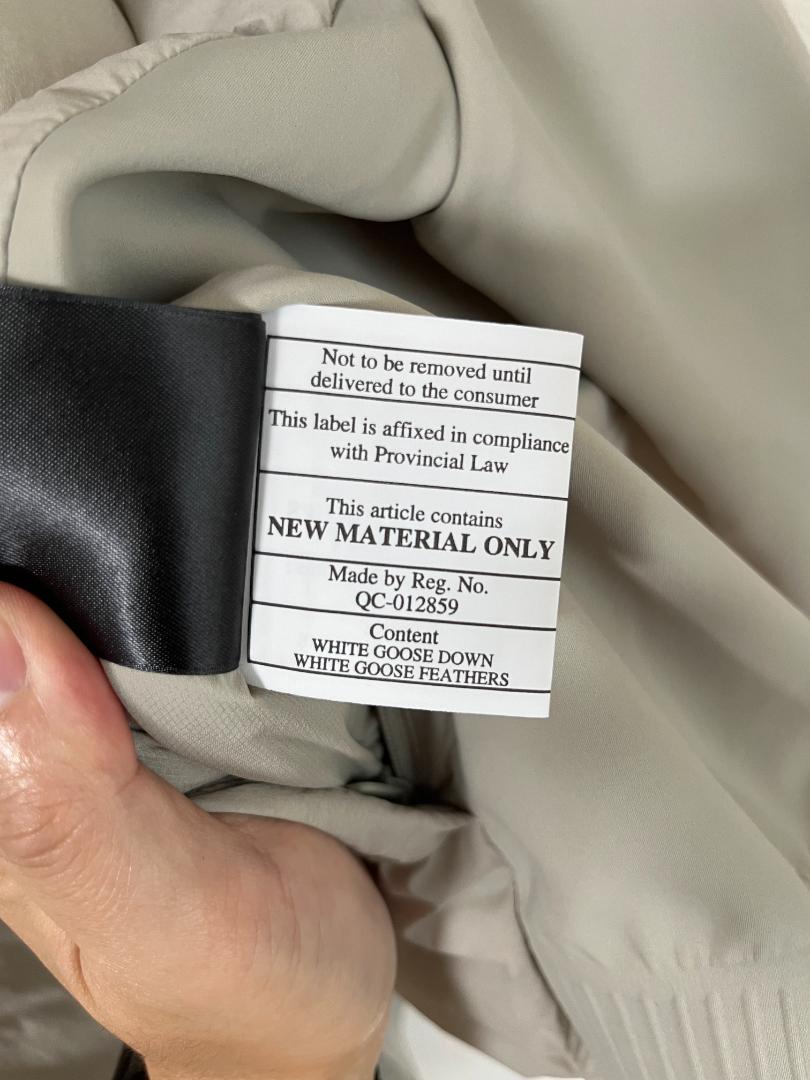 Not to be removed until
delivered to the consumer
This label is affixed in compliance
with Provincial Law
This article contains
NEW MATERIAL ONLY
Made by Reg. No.
QC-012859
Content
WHITE GOOSE DOWN
WHITE GOOSE FEATHERS